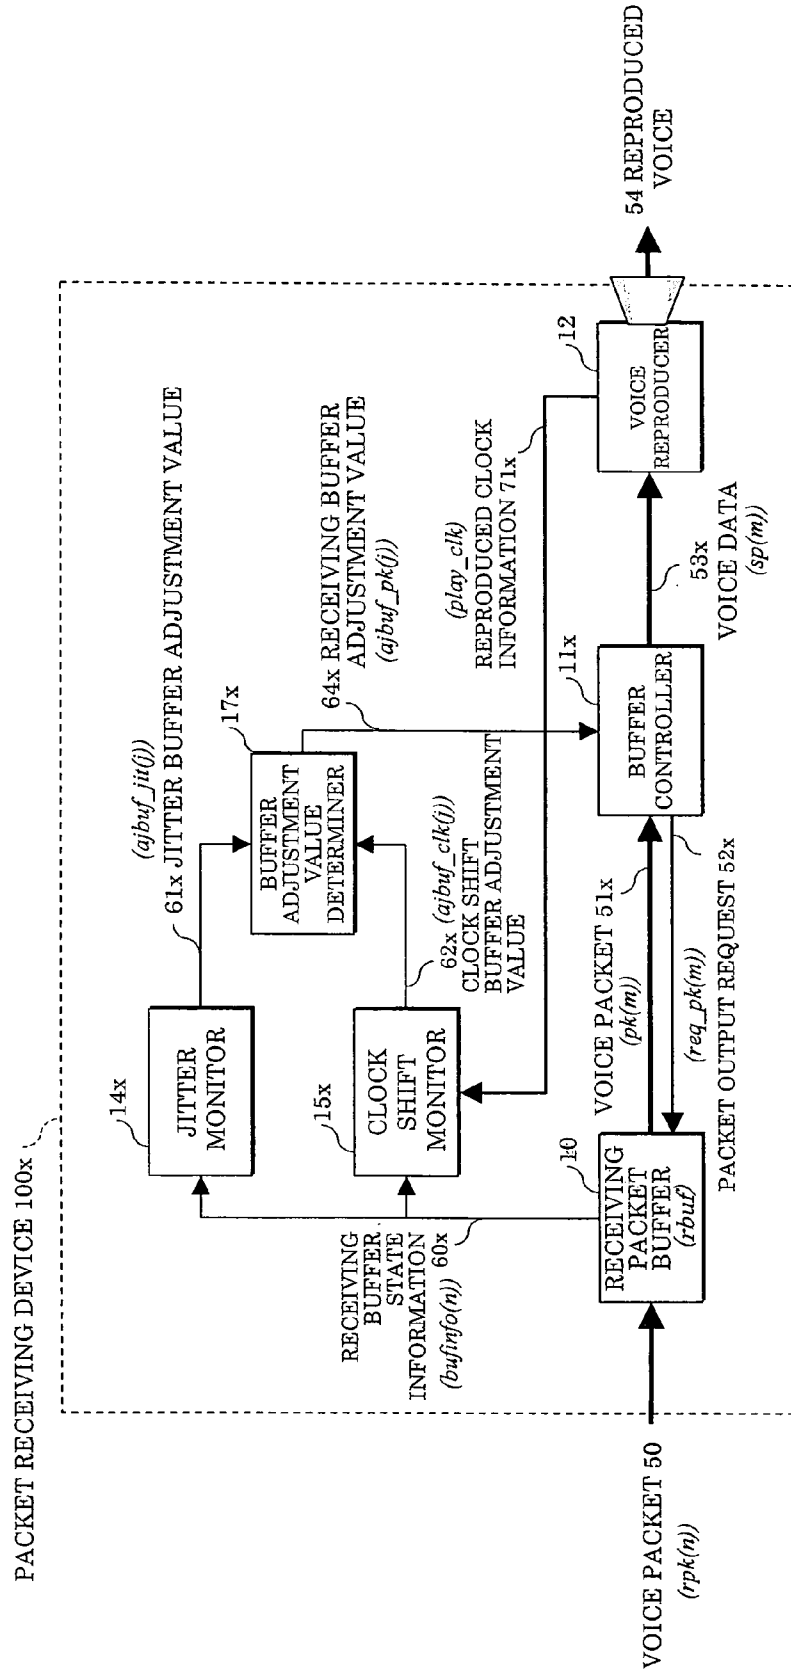 PACKET RECEIVING DEVICE 100x
14x
JITTER
MONITOR
(ajbuf_jit(j))
61x JITTER BUFFER ADJUSTMENT VALUE
17x
BUFFER
ADJUSTMENT
VALUE
DETERMINER
64x RECEIVING BUFFER
ADJUSTMENT VALUE
(ajbuf_pk(j))
15x
CLOCK
SHIFT
MONITOR
62x (ajbuf_clk(j))
CLOCK SHIFT
BUFFER ADJUSTMENT
VALUE
(play_clk)
REPRODUCED CLOCK
INFORMATION 71x
RECEIVING
BUFFER
STATE
INFORMATION 60x
(bufinfo(n))
VOICE PACKET 50
(rpk(n))
10
RECEIVING
PACKET
BUFFER
(rbuf)
VOICE PACKET 51x
(pk(m))
(req_pk(m))
PACKET OUTPUT REQUEST 52x
11x
BUFFER
CONTROLLER
53x
VOICE DATA
(sp(m))
12
VOICE
REPRODUCER
54 REPRODUCED
VOICE